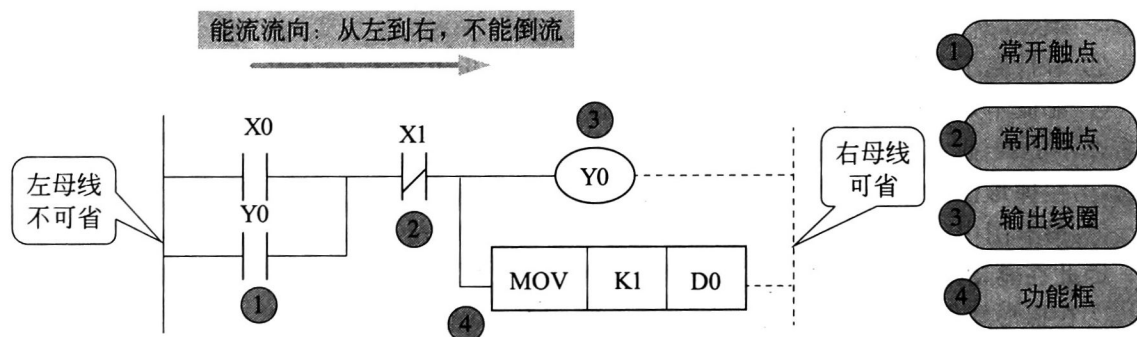 能流流向：从左到右，不能倒流
1 常开触点
X0
X1
3
2 常闭触点
左母线
不可省
Y0
Y0
右母线
可省
2
3 输出线圈
MOV K1 D0
1
4
4 功能框